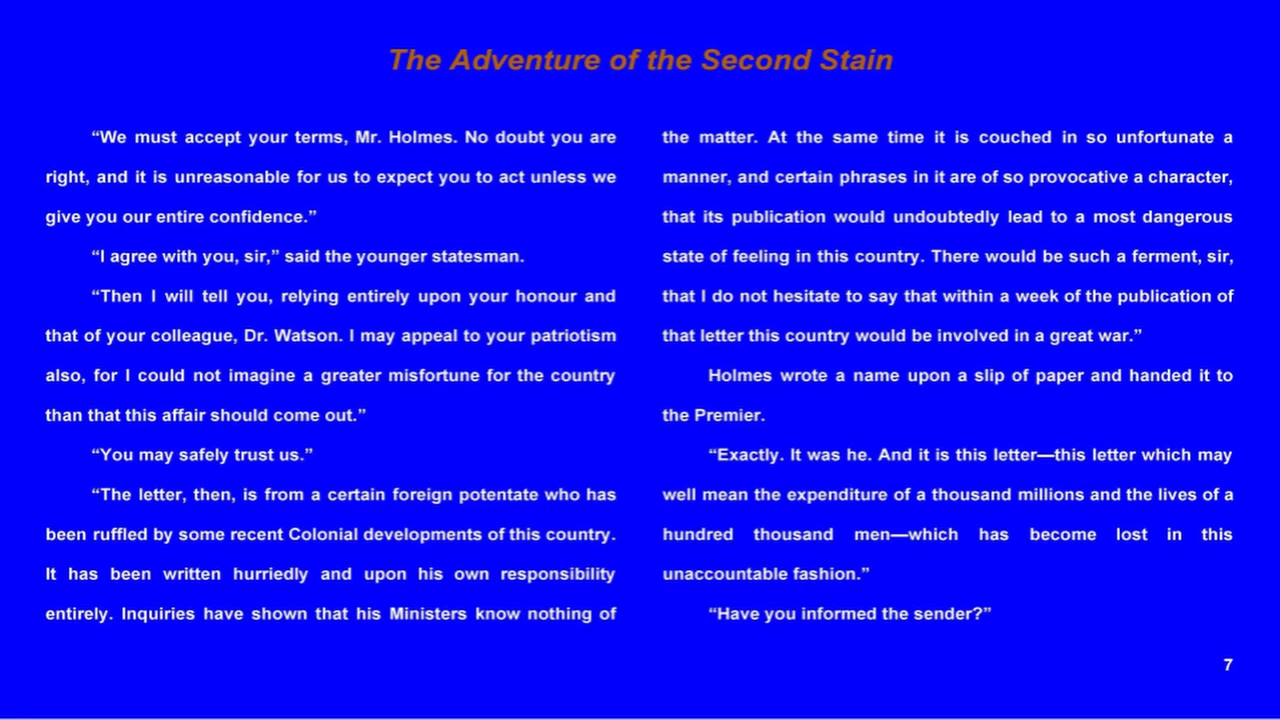 The Adventure of the Second Stain
“We must accept your terms, Mr. Holmes. No doubt you are
right, and it is unreasonable for us to expect you to act unless we
give you our entire confidence.”
“I agree with you, sir,” said the younger statesman.
“Then I will tell you, relying entirely upon your honour and
that of your colleague, Dr. Watson. I may appeal to your patriotism
also, for I could not imagine a greater misfortune for the country
than that this affair should come out.”
“You may safely trust us.”
“The letter, then, is from a certain foreign potentate who has
been ruffled by some recent Colonial developments of this country.
It has been written hurriedly and upon his own responsibility
entirely. Inquiries have shown that his Ministers know nothing of
the matter. At the same time it is couched in so unfortunate a
manner, and certain phrases in it are of so provocative a character,
that its publication would undoubtedly lead to a most dangerous
state of feeling in this country. There would be such a ferment, sir,
that I do not hesitate to say that within a week of the publication of
that letter this country would be involved in a great war.”
Holmes wrote a name upon a slip of paper and handed it to
the Premier.
“Exactly. It was he. And it is this letter—this letter which may
well mean the expenditure of a thousand millions and the lives of a
hundred thousand men—which has become lost in this
unaccountable fashion.”
“Have you informed the sender?”
7